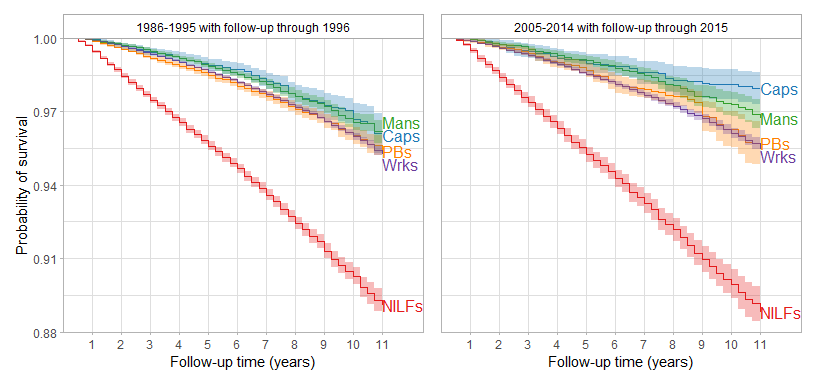 1986-1995 with follow-up through 1996
2005-2014 with follow-up through 2015
Probability of survival
1.00
0.97
0.94
0.91
0.88
Mans
Caps
PBs
Wrks
NILFs
Caps
Mans
PBs
Wrks
NILFs
1 2 3 4 5 6 7 8 9 10 11
1 2 3 4 5 6 7 8 9 10 11
Follow-up time (years)
Follow-up time (years)